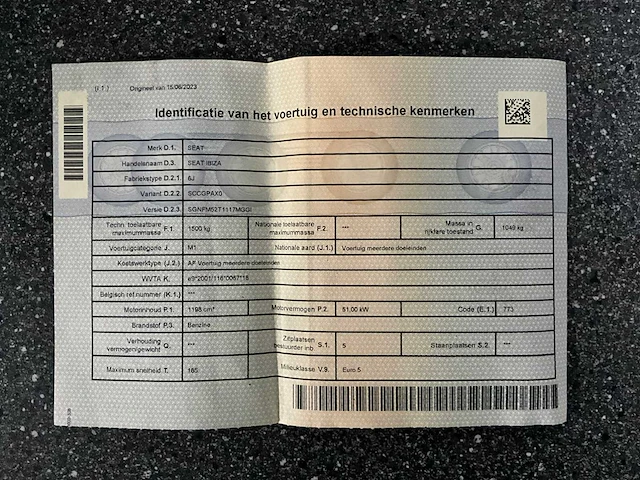 (I.1.) Origineel van 15/06/2023
Identificatie van het voertuig en technische kenmerken
Merk D.1. SEAT
Handelsnaam D.3. SEAT IBIZA
Fabriekstype D.2.1. 6J
Variant D.2.2. SCCGPAX0
Versie D.2.3. SGNFM52T1117MGGI
Techn. toelaatbare maximummassa F.1. 1500 kg Nationale toelaatbare maximummassa F.2. *** Massa in rijklare toestand G. 1049 kg
Voertuigcategorie J. M1 Nationale aard (J.1.) Voertuig meerdere doeleinden
Koetswerktype (J.2.) AF Voertuig meerdere doeleinden
WVTA K. e9*2001/116*0067*18
Belgisch ref.nummer (K.1.) ***
Motorinhoud P.1. 1198 cm³ Motorvermogen P.2. 51,00 kW Code (E.1.) 773
Brandstof P.3. Benzine
Verhouding vermogen/gewicht Q. *** Zitplaatsen bestuurder inb. S.1. 5 Staanplaatsen S.2. ***
Maximum snelheid T. 165 Milieuklasse V.9. Euro 5